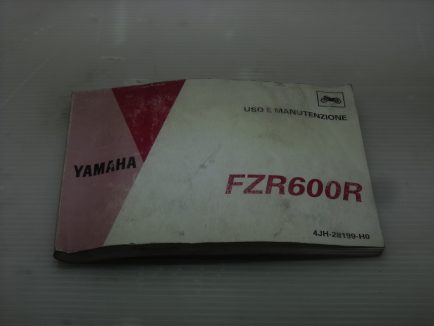 USO E MANUTENZIONE
YAMAHA
FZR600R
4JH-28199-H0